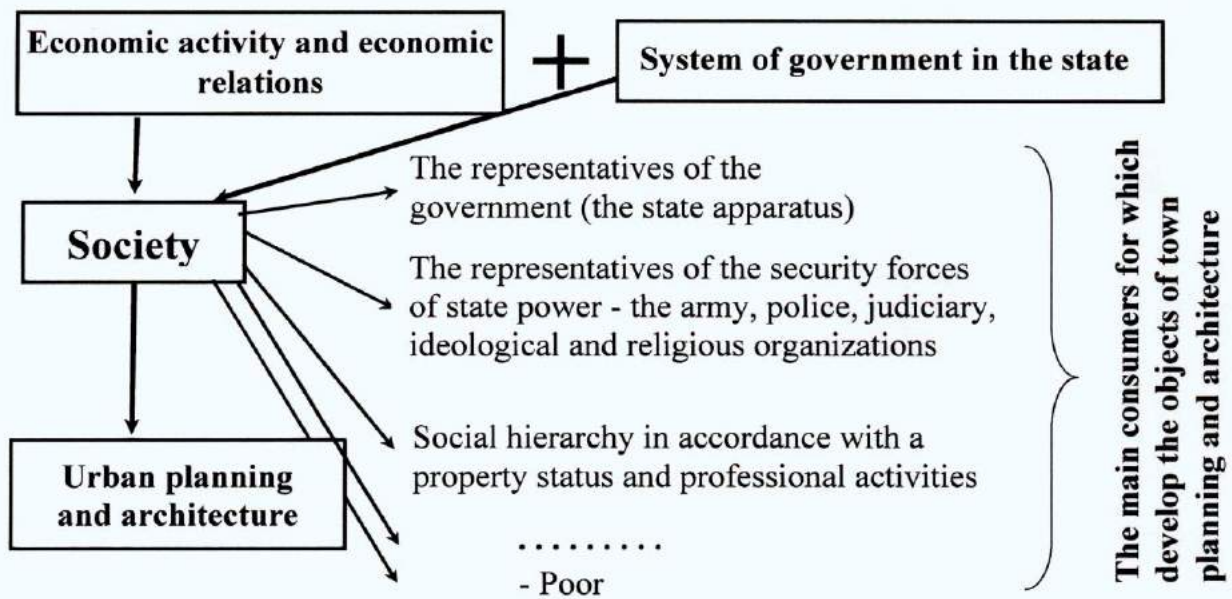 Economic activity and economic
relations
+
System of government in the state
Society
Urban planning
and architecture
The representatives of the
government (the state apparatus)
The representatives of the security forces
of state power - the army, police, judiciary,
ideological and religious organizations
Social hierarchy in accordance with a
property status and professional activities
.........
- Poor
The main consumers for which
develop the objects of town
planning and architecture